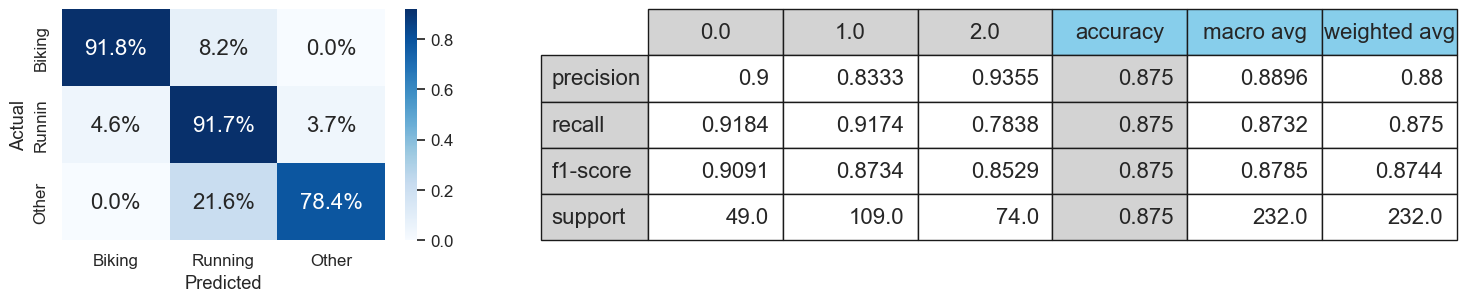 Actual
Biking 91.8% 8.2% 0.0%
Runnin 4.6% 91.7% 3.7%
Other 0.0% 21.6% 78.4%
Biking Running Other
Predicted
0.8
0.6
0.4
0.2
0.0
0.0 1.0 2.0 accuracy macro avg weighted avg
precision 0.9 0.8333 0.9355 0.875 0.8896 0.88
recall 0.9184 0.9174 0.7838 0.875 0.8732 0.875
f1-score 0.9091 0.8734 0.8529 0.875 0.8785 0.8744
support 49.0 109.0 74.0 0.875 232.0 232.0